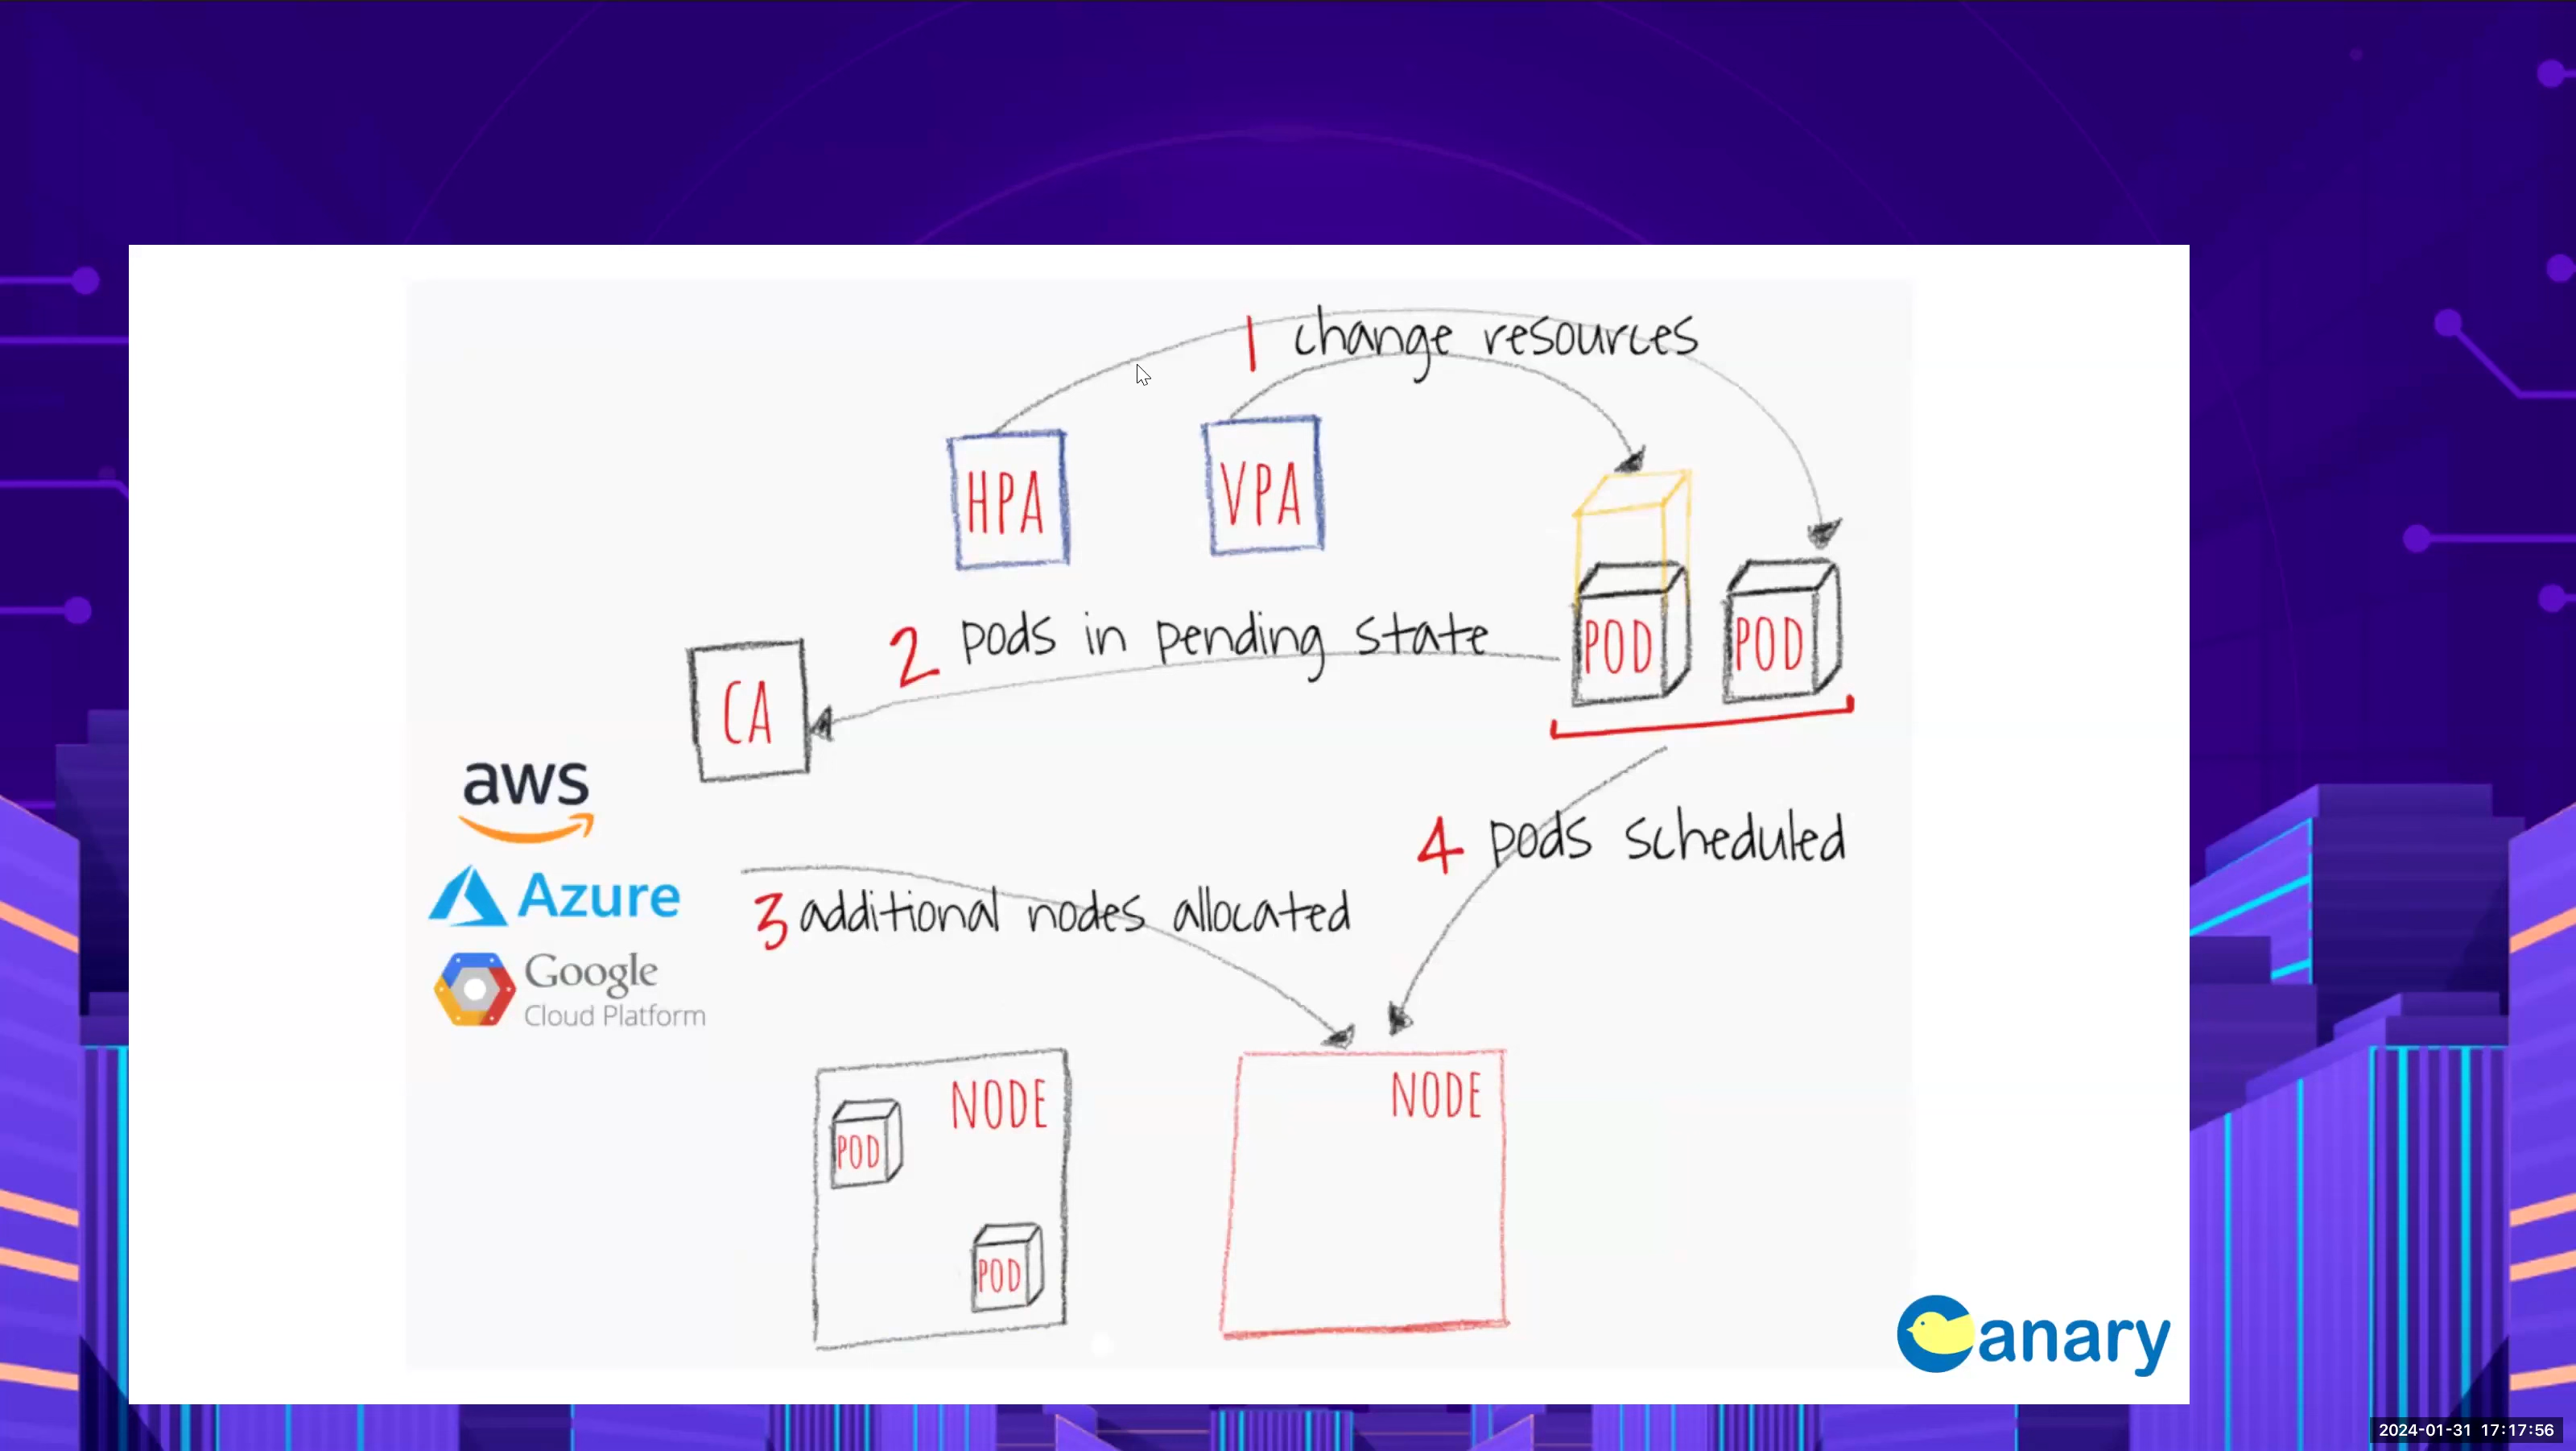 1 change resources
HPA
VPA
2 pods in pending state
POD
POD
CA
aws
Azure
Google
Cloud Platform
3 additional nodes allocated
4 pods scheduled
NODE
POD
POD
NODE
Canary
2024-01-31 17:17:56